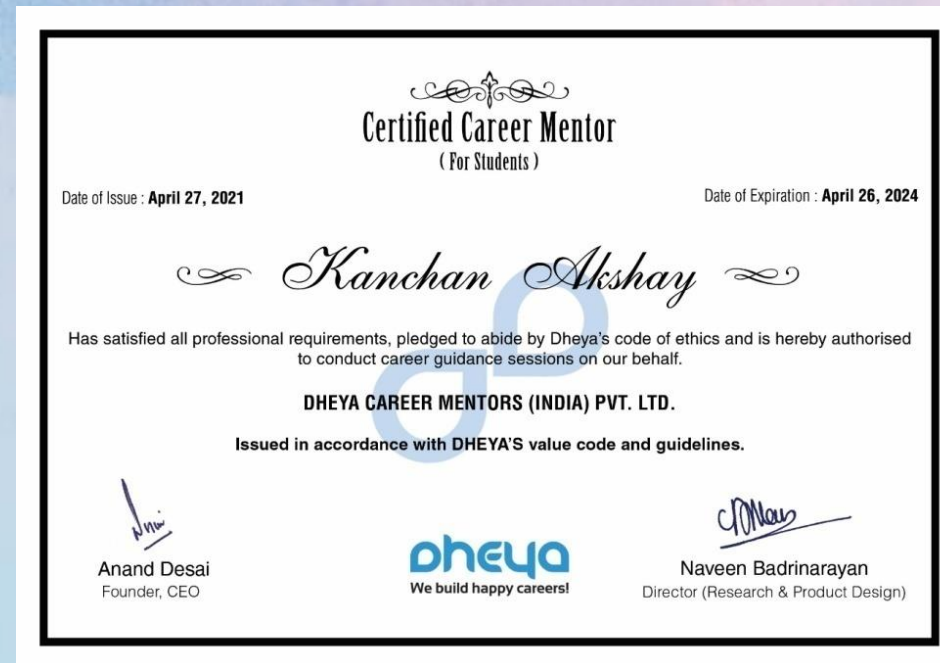 Certified Career Mentor
( For Students )
Date of Issue : April 27, 2021
Date of Expiration : April 26, 2024
Kanchan Akshay
Has satisfied all professional requirements, pledged to abide by Dheya's code of ethics and is hereby authorised
to conduct career guidance sessions on our behalf.
DHEYA CAREER MENTORS (INDIA) PVT. LTD.
Issued in accordance with DHEYA'S value code and guidelines.
Anand Desai
Founder, CEO
Dheya
We build happy careers!
Naveen Badrinarayan
Director (Research & Product Design)